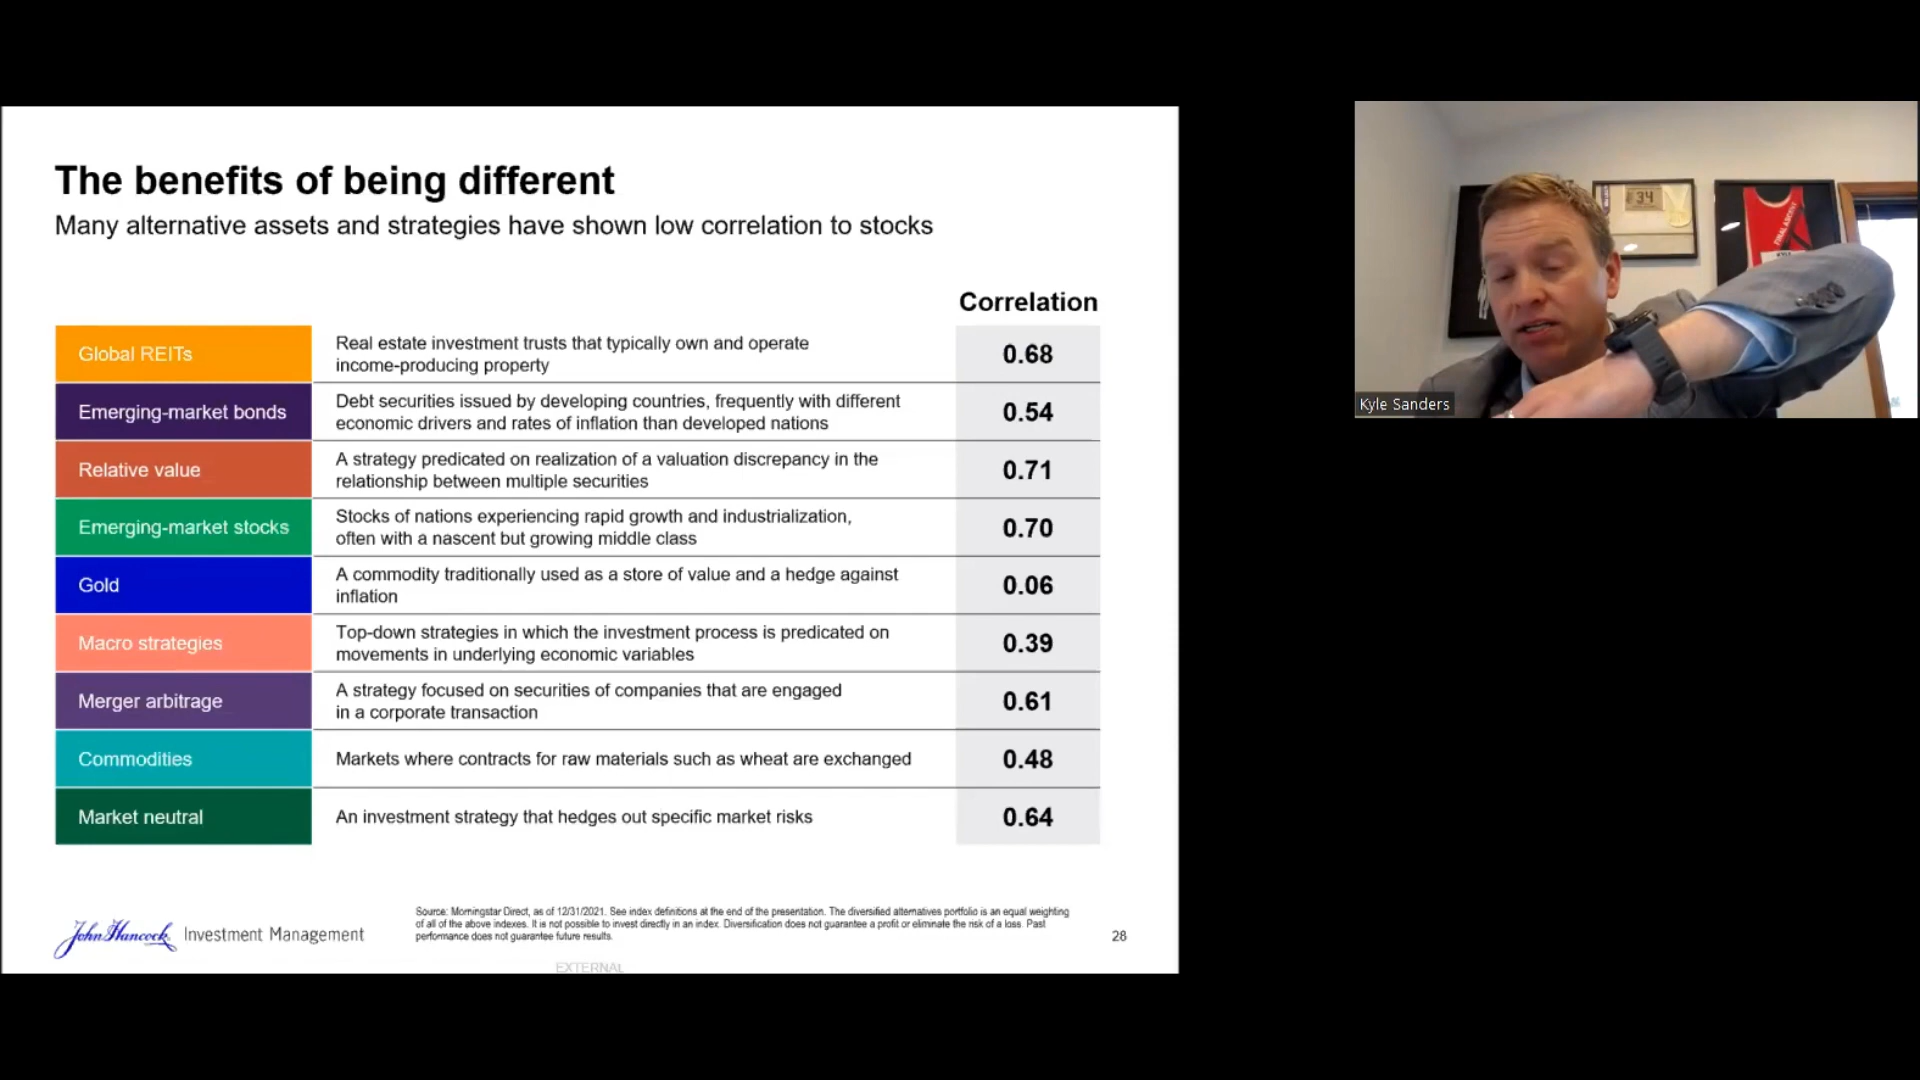 The benefits of being different
Many alternative assets and strategies have shown low correlation to stocks
Correlation
Global REITs
Real estate investment trusts that typically own and operate
income-producing property
0.68
Emerging-market bonds
Debt securities issued by developing countries, frequently with different
economic drivers and rates of inflation than developed nations
0.54
Relative value
A strategy predicated on realization of a valuation discrepancy in the
relationship between multiple securities
0.71
Emerging-market stocks
Stocks of nations experiencing rapid growth and industrialization,
often with a nascent but growing middle class
0.70
Gold
A commodity traditionally used as a store of value and a hedge against
inflation
0.06
Macro strategies
Top-down strategies in which the investment process is predicated on
movements in underlying economic variables
0.39
Merger arbitrage
A strategy focused on securities of companies that are engaged
in a corporate transaction
0.61
Commodities
Markets where contracts for raw materials such as wheat are exchanged
0.48
Market neutral
An investment strategy that hedges out specific market risks
0.64
John Hancock Investment Management
Source: Morningstar Direct, as of 12/31/2021. See index definitions at the end of the presentation. The diversified alternatives portfolio is an equal weighting
of all of the above indexes. It is not possible to invest directly in an index. Diversification does not guarantee a profit or eliminate the risk of a loss. Past
performance does not guarantee future results.
28
EXTERNAL
34
FINAL ASCENT
Kyle Sanders